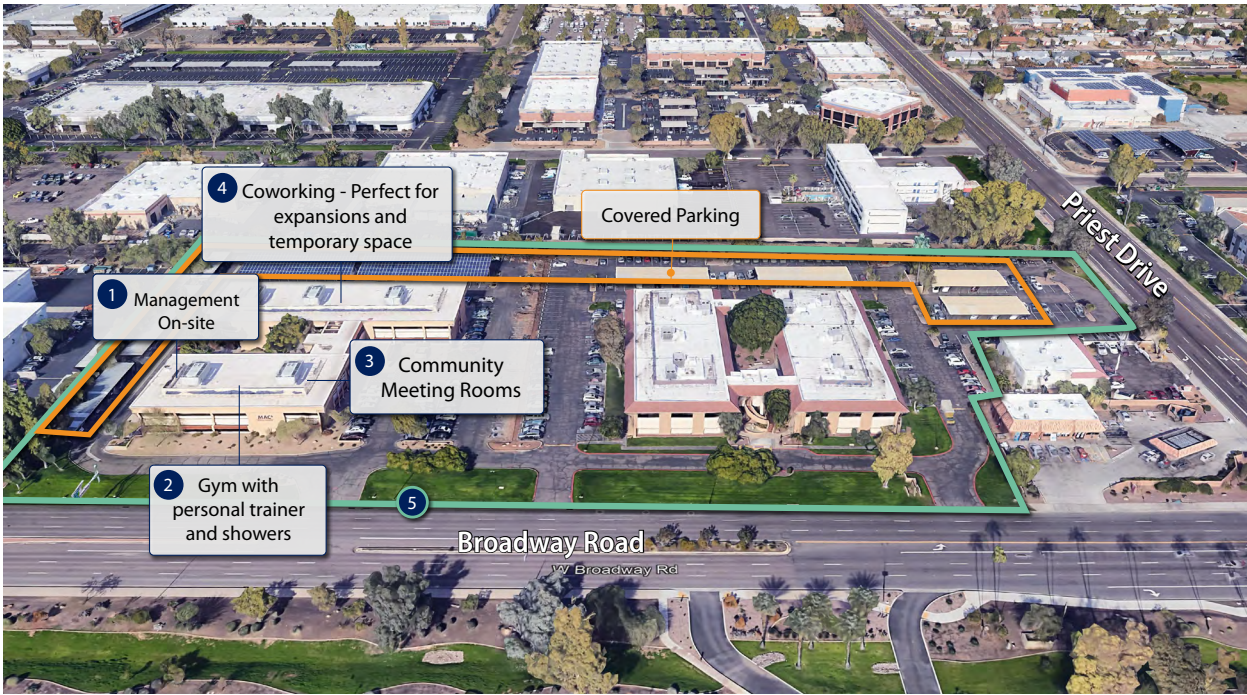 4
Coworking - Perfect for
expansions and
temporary space
Covered Parking
Priest Drive
1
Management
On-site
3
Community
Meeting Rooms
MAC
2
Gym with
personal trainer
and showers
5
Broadway Road
W Broadway Rd